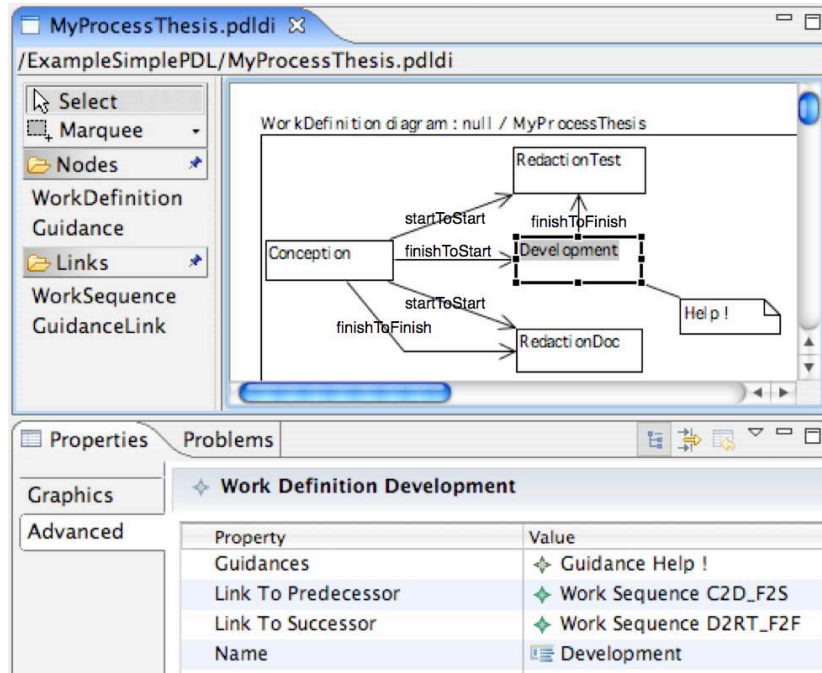 MyProcessThesis.pdldi
/ExampleSimplePDL/MyProcessThesis.pdldi
Select
Marquee
Nodes
WorkDefinition
Guidance
Links
WorkSequence
GuidanceLink
WorkDefinition diagram : null / MyProcessThesis
RedactionTest
startToStart
finishToFinish
Conception
finishToStart
Development
startToStart
finishToFinish
Help !
RedactionDoc
Properties
Problems
Graphics
Advanced
Work Definition Development
Property Value
Guidances Guidance Help !
Link To Predecessor Work Sequence C2D_F2S
Link To Successor Work Sequence D2RT_F2F
Name Development